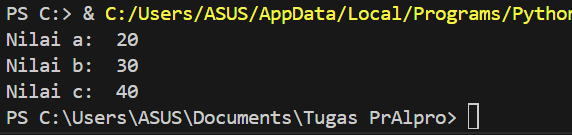 PS C:> & C:/Users/ASUS/AppData/Local/Programs/Python
Nilai a:  20
Nilai b:  30
Nilai c:  40
PS C:\Users\ASUS\Documents\Tugas PrAlpro>